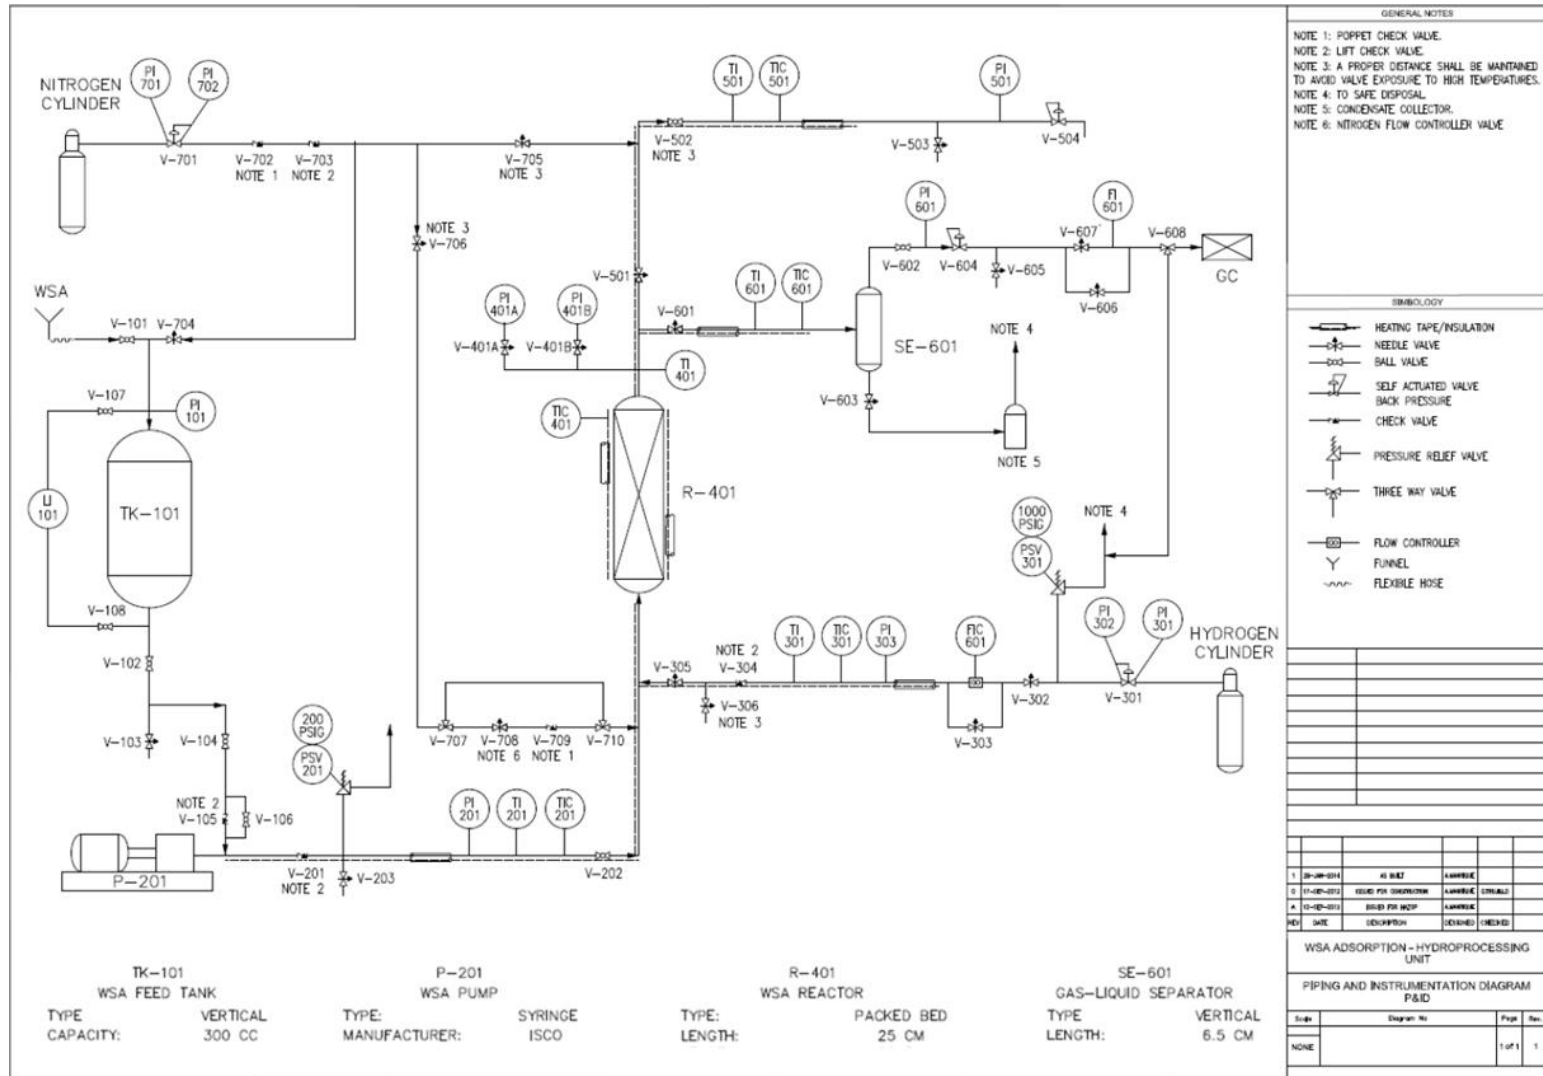 NITROGEN
CYLINDER
PI
701
PI
702
V-701
V-702
NOTE 1
V-703
NOTE 2
V-705
NOTE 3
NOTE 3
V-706
TI
501
TIC
501
PI
501
V-502
NOTE 3
V-503
V-504
V-501
PI
601
V-602
V-604
V-605
V-607
FI
601
V-608
V-606
GC
WSA
V-101
V-704
V-107
PI
101
LI
101
TK-101
V-108
V-102
V-103
V-104
NOTE 2
V-105
V-106
P-201
PI
401A
PI
401B
V-401A
V-401B
TI
401
TIC
401
R-401
V-601
TI
601
TIC
601
SE-601
V-603
NOTE 4
NOTE 5
1000
PSIG
PSV
301
NOTE 4
PI
302
PI
301
HYDROGEN
CYLINDER
V-305
NOTE 2
V-304
V-306
NOTE 3
TI
301
TIC
301
PI
303
FIC
601
V-302
V-303
V-301
V-707
V-708
NOTE 6
V-709
NOTE 1
V-710
200
PSIG
PSV
201
V-201
NOTE 2
V-203
PI
201
TI
201
TIC
201
V-202
TK-101
WSA FEED TANK
TYPE VERTICAL
CAPACITY: 300 CC
P-201
WSA PUMP
TYPE: SYRINGE
MANUFACTURER: ISCO
R-401
WSA REACTOR
TYPE: PACKED BED
LENGTH: 25 CM
SE-601
GAS-LIQUID SEPARATOR
TYPE VERTICAL
LENGTH: 6.5 CM
GENERAL NOTES
NOTE 1: POPPET CHECK VALVE.
NOTE 2: LIFT CHECK VALVE.
NOTE 3: A PROPER DISTANCE SHALL BE MAINTAINED
TO AVOID VALVE EXPOSURE TO HIGH TEMPERATURES.
NOTE 4: TO SAFE DISPOSAL
NOTE 5: CONDENSATE COLLECTOR.
NOTE 6: NITROGEN FLOW CONTROLLER VALVE
SIMBOLOGY
HEATING TAPE/INSULATION
NEEDLE VALVE
BALL VALVE
SELF ACTUATED VALVE
BACK PRESSURE
CHECK VALVE
PRESSURE RELIEF VALVE
THREE WAY VALVE
FLOW CONTROLLER
FUNNEL
FLEXIBLE HOSE
1 AS BUILT
0 ISSUED FOR CONSTRUCTION
A ISSUED FOR HAZOP
REV DATE DESCRIPTION DESIGNED CHECKED
WSA ADSORPTION - HYDROPROCESSING
UNIT
PIPING AND INSTRUMENTATION DIAGRAM
P&ID
Scale Diagram No Page Rev.
NONE 1 of 1 1